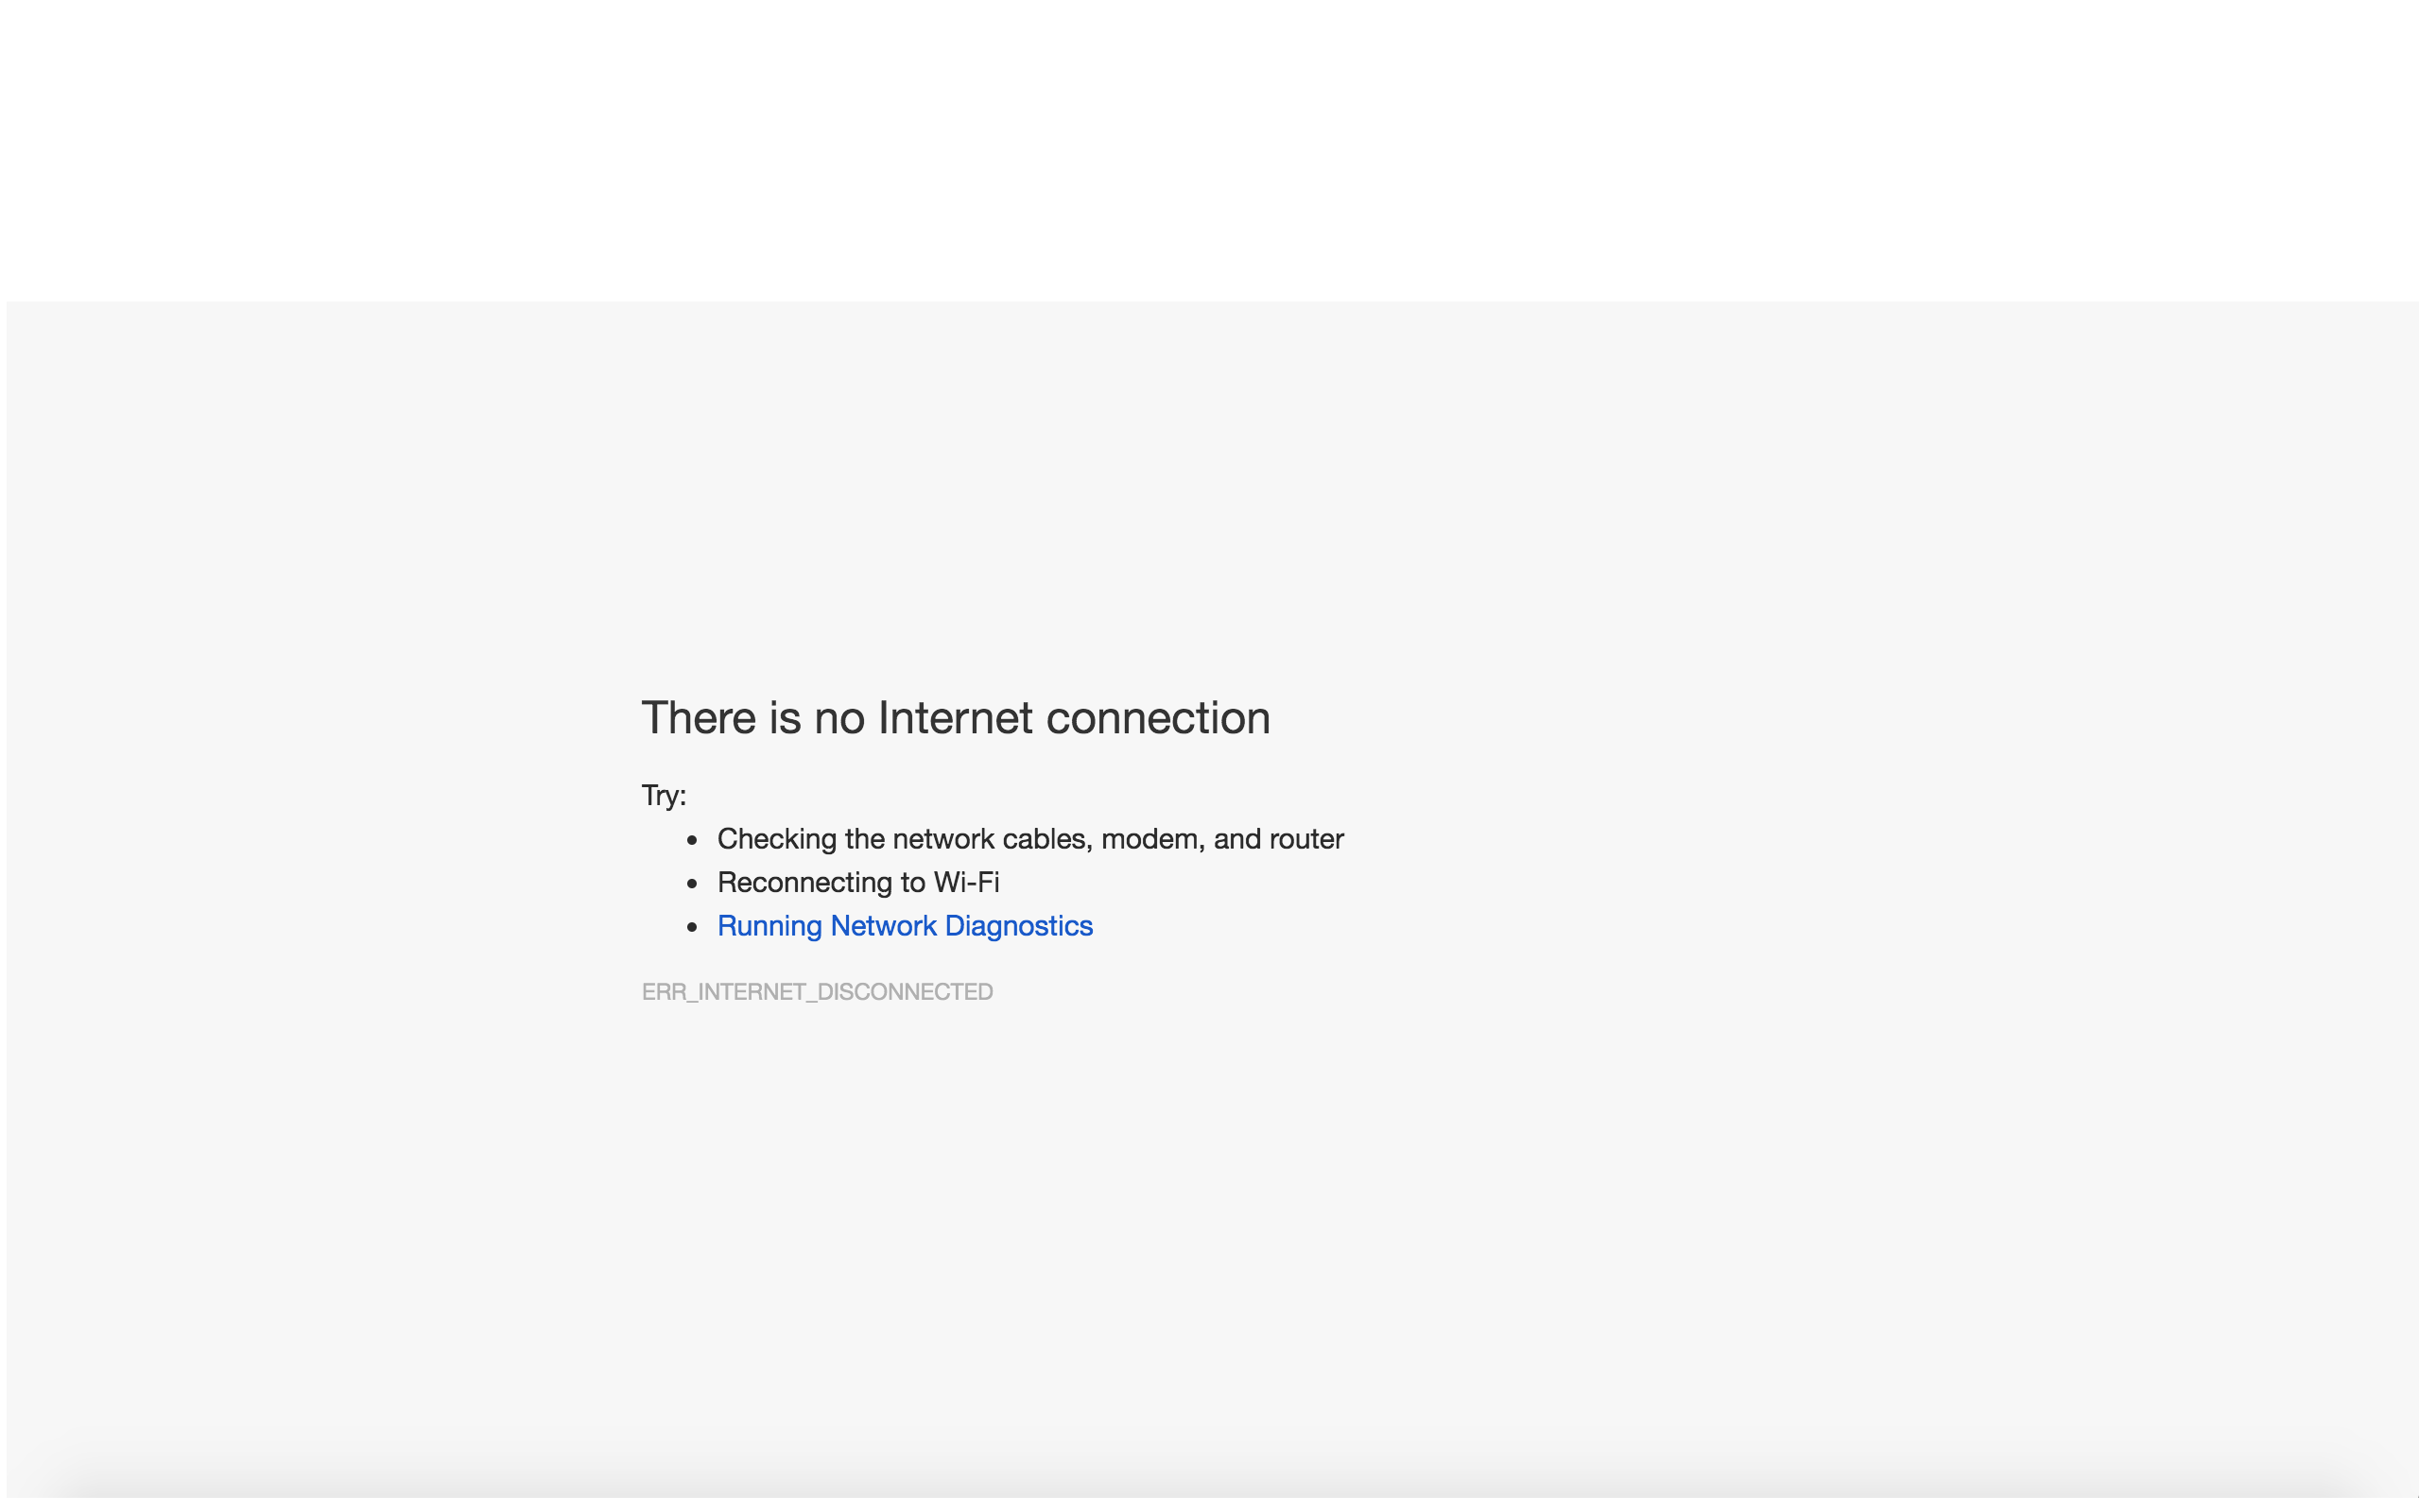 There is no Internet connection
Try:
Checking the network cables, modem, and router
Reconnecting to Wi-Fi
Running Network Diagnostics
ERR_INTERNET_DISCONNECTED